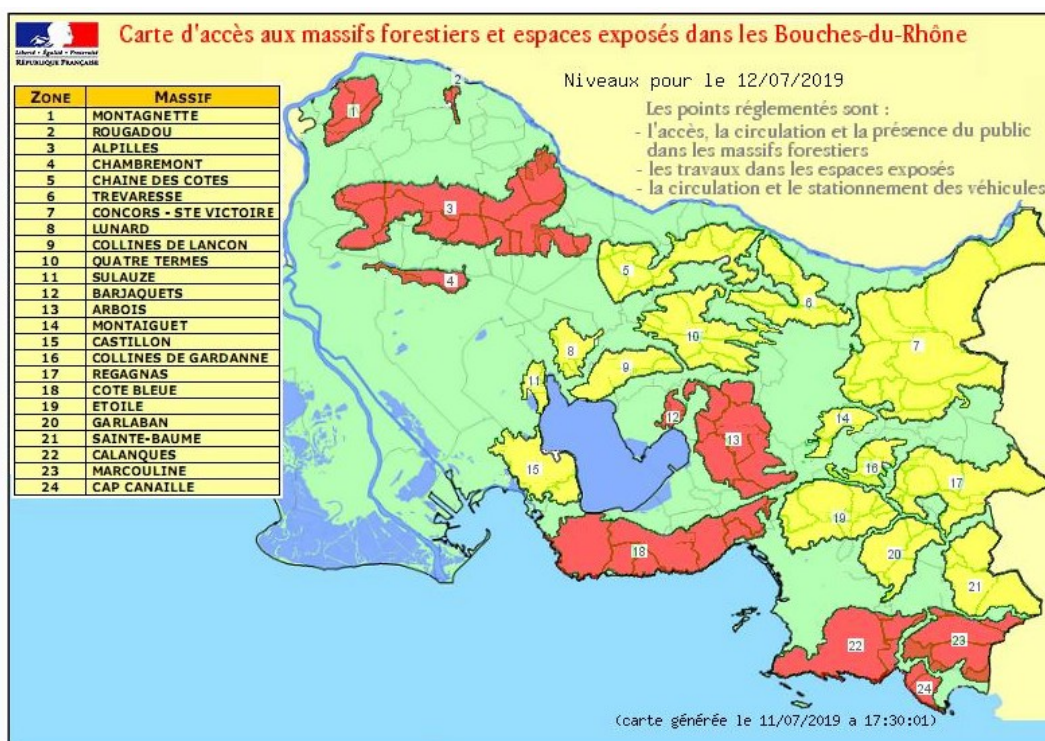 Carte d'accès aux massifs forestiers et espaces exposés dans les Bouches-du-Rhône
Liberté • Égalité • Fraternité
RÉPUBLIQUE FRANÇAISE
Niveaux pour le 12/07/2019
Les points réglementés sont :
- l'accès, la circulation et la présence du public
dans les massifs forestiers
- les travaux dans les espaces exposés
- la circulation et le stationnement des véhicules
ZONE MASSIF
1 MONTAGNETTE
2 ROUGADOU
3 ALPILLES
4 CHAMBREMONT
5 CHAINE DES COTES
6 TREVARESSE
7 CONCORS - STE VICTOIRE
8 LUNARD
9 COLLINES DE LANCON
10 QUATRE TERMES
11 SULAUZE
12 BARJAQUETS
13 ARBOIS
14 MONTAIGUET
15 CASTILLON
16 COLLINES DE GARDANNE
17 REGAGNAS
18 COTE BLEUE
19 ETOILE
20 GARLABAN
21 SAINTE-BAUME
22 CALANQUES
23 MARCOULINE
24 CAP CANAILLE
1
2
3
4
5
6
7
8
9
10
11
12
13
14
15
16
17
18
19
20
21
22
23
24
(carte générée le 11/07/2019 a 17:30:01)